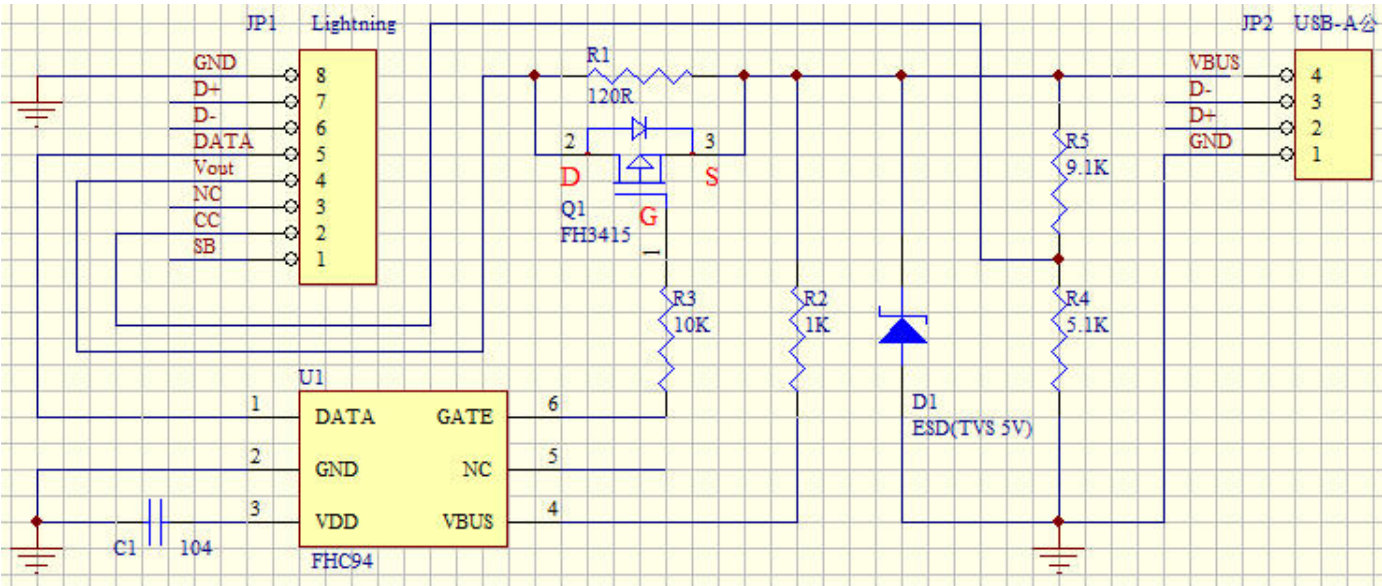 JP1 Lightning
JP2 USB-A公
GND 8
D+ 7
D- 6
DATA 5
Vout 4
NC 3
CC 2
SB 1
R1
120R
2 3
D S
Q1 G
FH3415
1
VBUS 4
D- 3
D+ 2
GND 1
R5
9.1K
R3
10K
R2
1K
R4
5.1K
D1
ESD(TVS 5V)
U1
1 DATA GATE 6
2 GND NC 5
3 VDD VBUS 4
C1 104
FHC94